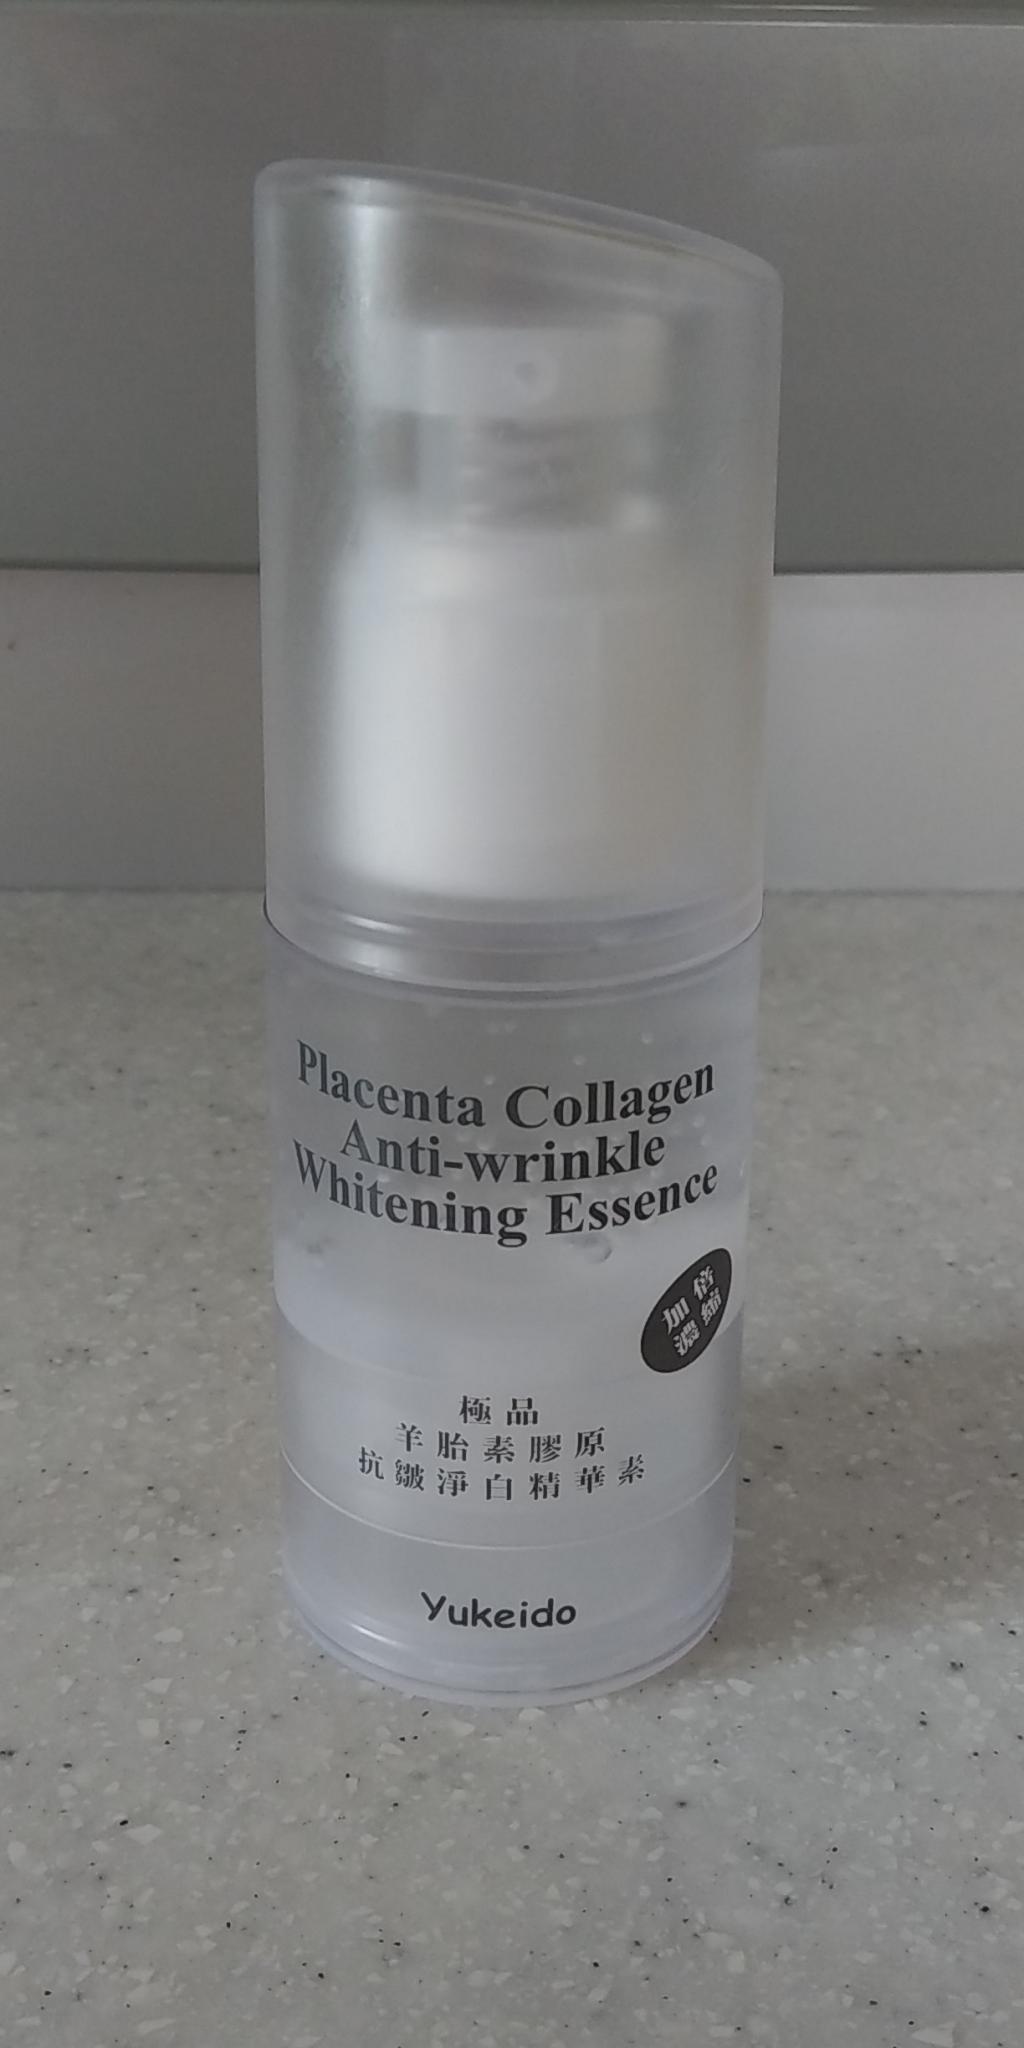 Placenta Collagen
Anti-wrinkle
Whitening Essence
加倍
濃縮
極品
羊胎素膠原
抗皺淨白精華素
Yukeido